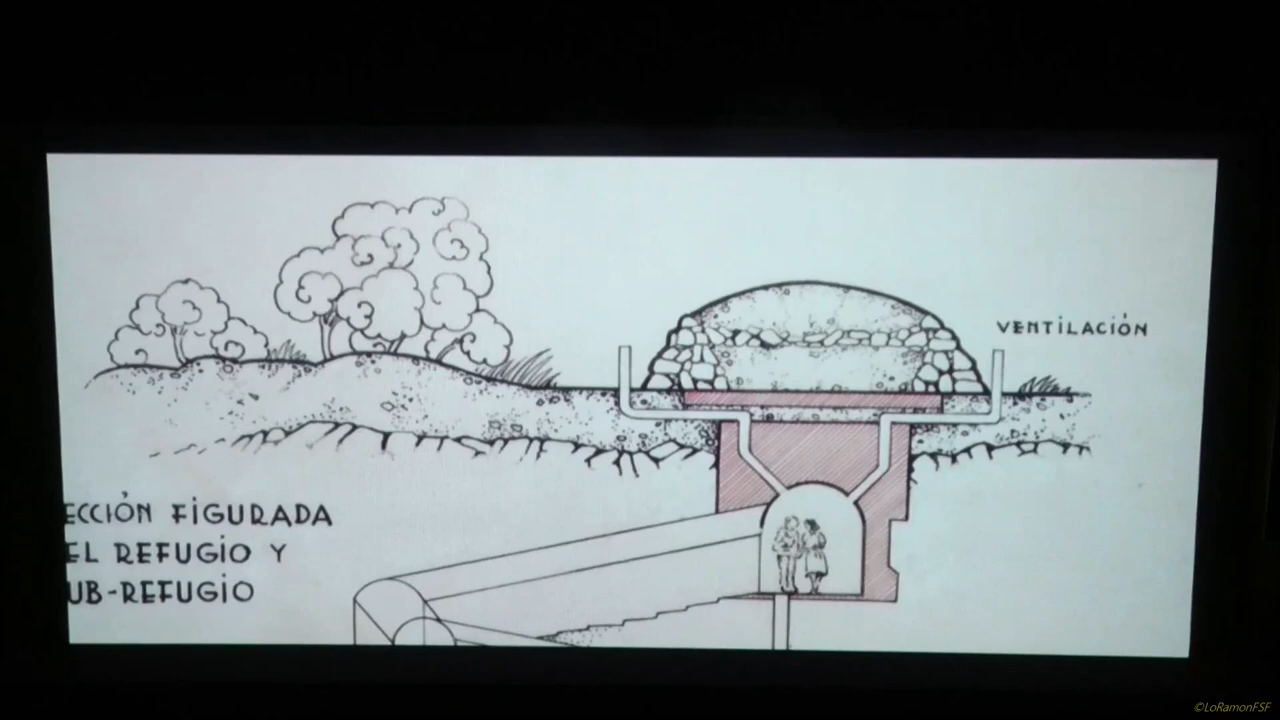 VENTILACIÓN
ECCIÓN FIGURADA
EL REFUGIO Y
UB-REFUGIO
©LoRamonFSF